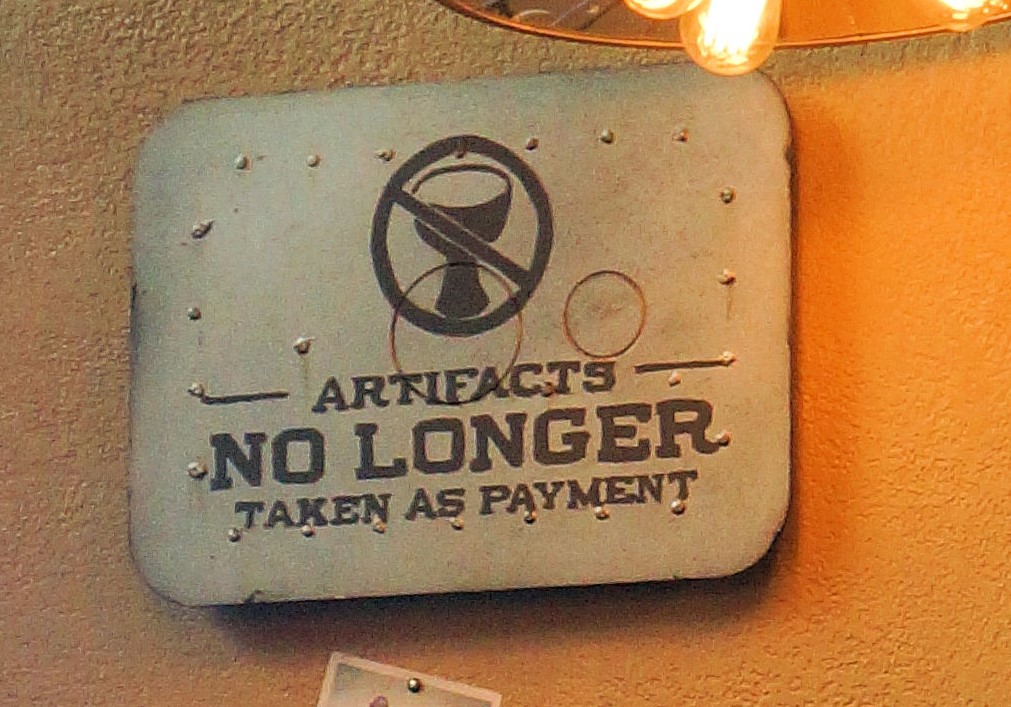 ARTIFACTS
NO LONGER
TAKEN AS PAYMENT